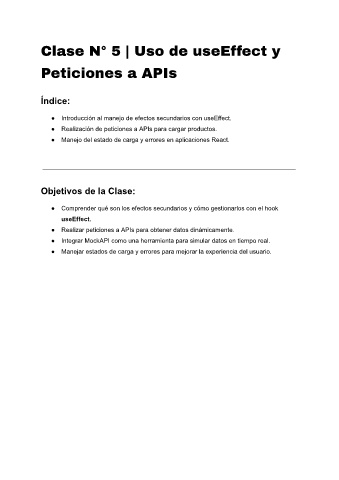 Clase N° 5 | Uso de useEffect y
Peticiones a APIs
Índice:
● Introducción al manejo de efectos secundarios con useEffect.
● Realización de peticiones a APIs para cargar productos.
● Manejo del estado de carga y errores en aplicaciones React.
Objetivos de la Clase:
● Comprender qué son los efectos secundarios y cómo gestionarlos con el hook
useEffect.
● Realizar peticiones a APIs para obtener datos dinámicamente.
● Integrar MockAPI como una herramienta para simular datos en tiempo real.
● Manejar estados de carga y errores para mejorar la experiencia del usuario.